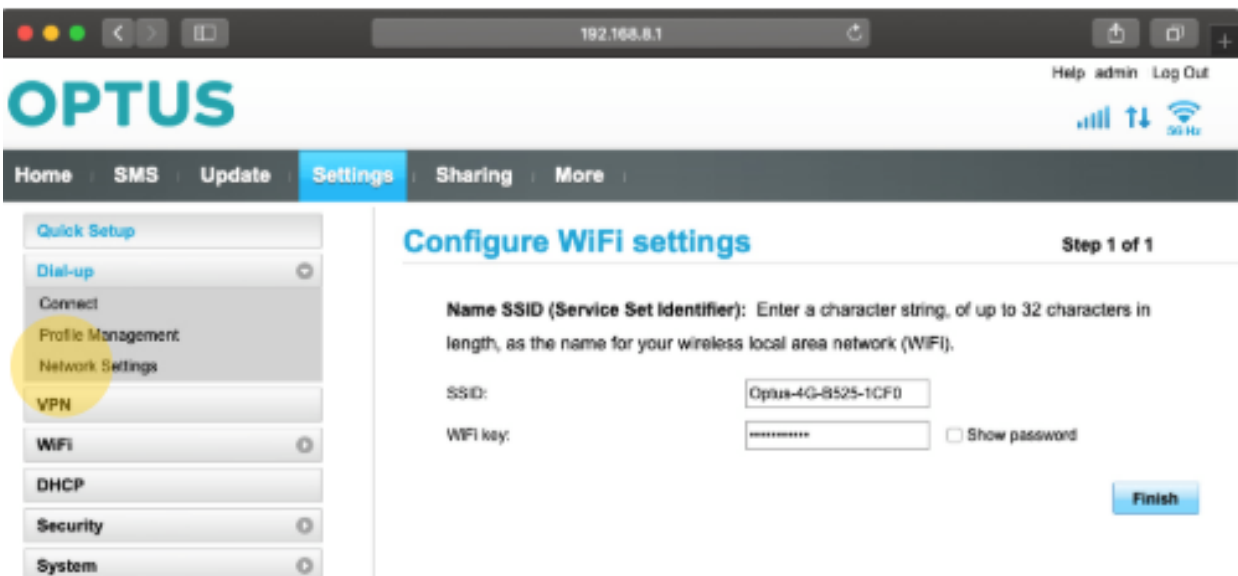 192.168.8.1
Help admin Log Out
OPTUS
5G Hz
Home SMS Update Settings Sharing More
Quick Setup
Dial-up
Connect
Profile Management
Network Settings
VPN
WiFi
DHCP
Security
System
Configure WiFi settings
Step 1 of 1
Name SSID (Service Set Identifier): Enter a character string, of up to 32 characters in
length, as the name for your wireless local area network (WiFi).
SSID: Optus-4G-B525-1CF0
WiFi key: ············ Show password
Finish